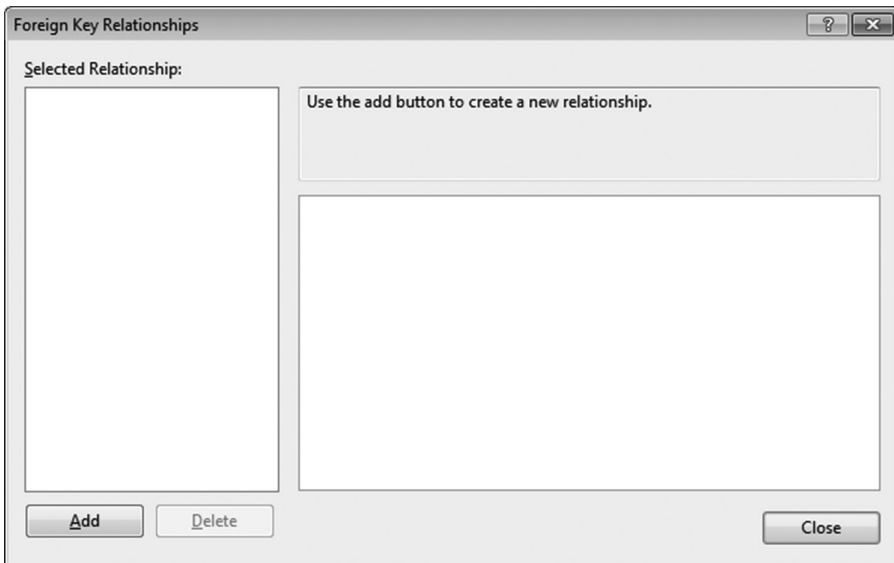 Foreign Key Relationships
Selected Relationship:
Use the add button to create a new relationship.
Add
Delete
Close